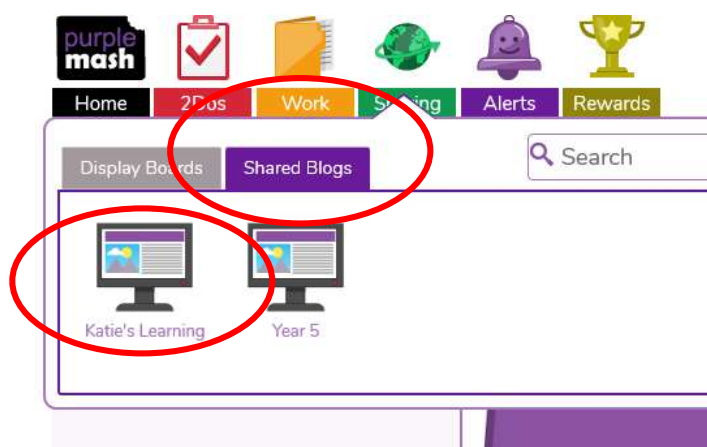 purple
mash
Home 2Dos Work Sharing Alerts Rewards
Display Boards Shared Blogs Search
Katie's Learning Year 5